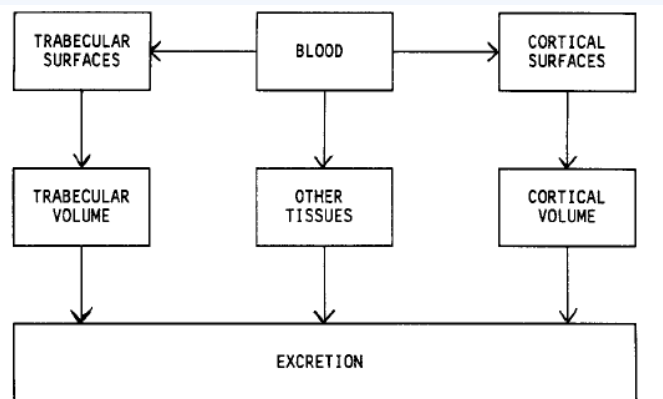 TRABECULAR
SURFACES
BLOOD
CORTICAL
SURFACES
TRABECULAR
VOLUME
OTHER
TISSUES
CORTICAL
VOLUME
EXCRETION